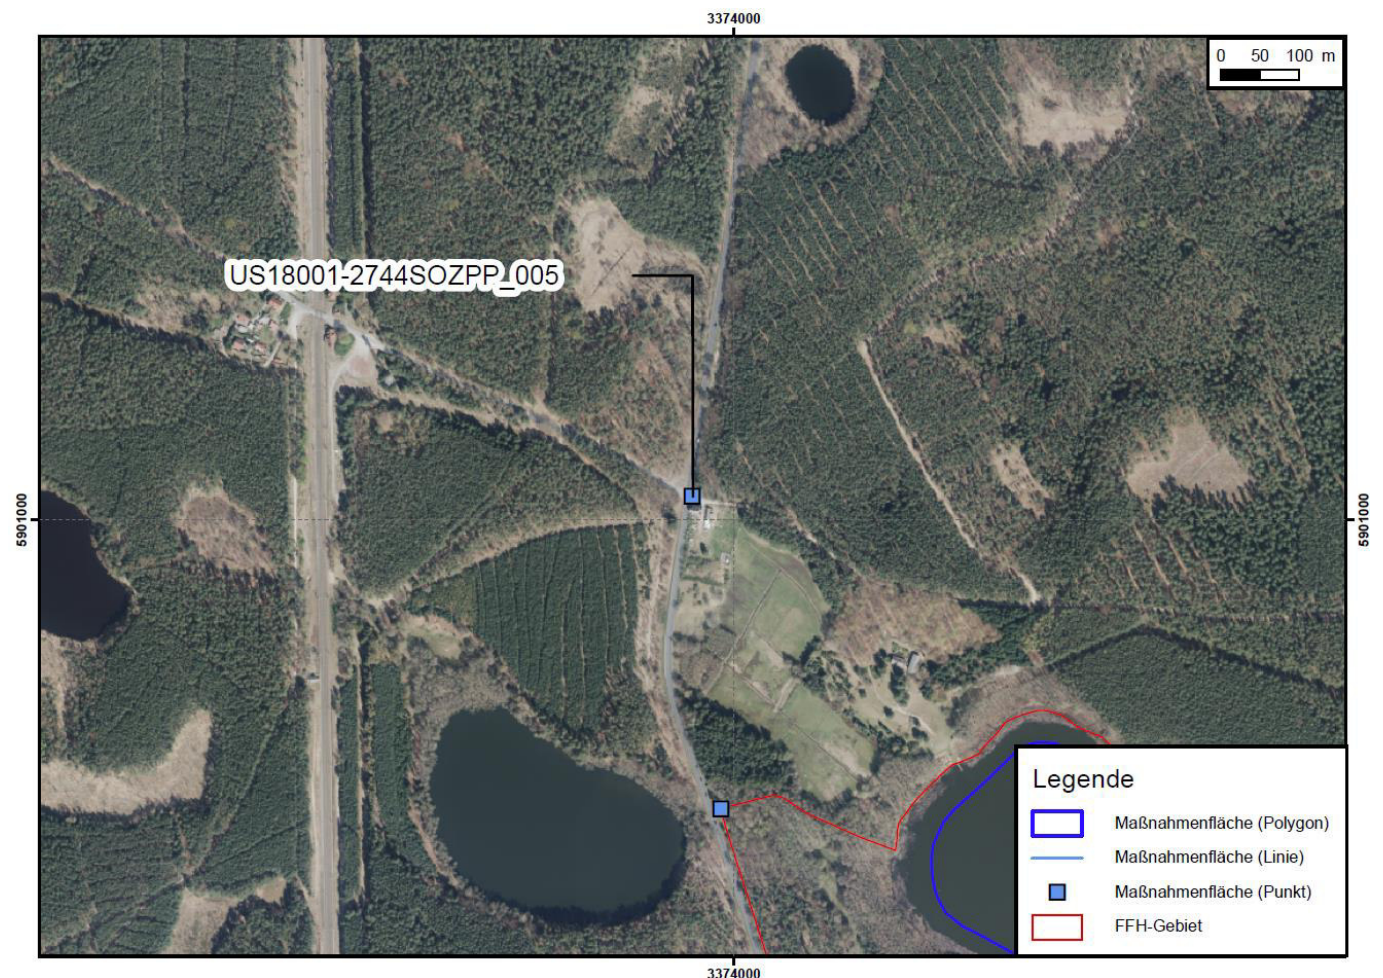 3374000
0 50 100 m
US18001-2744SOZPP_005
5901000
5901000
Legende
Maßnahmenfläche (Polygon)
Maßnahmenfläche (Linie)
Maßnahmenfläche (Punkt)
FFH-Gebiet
3374000